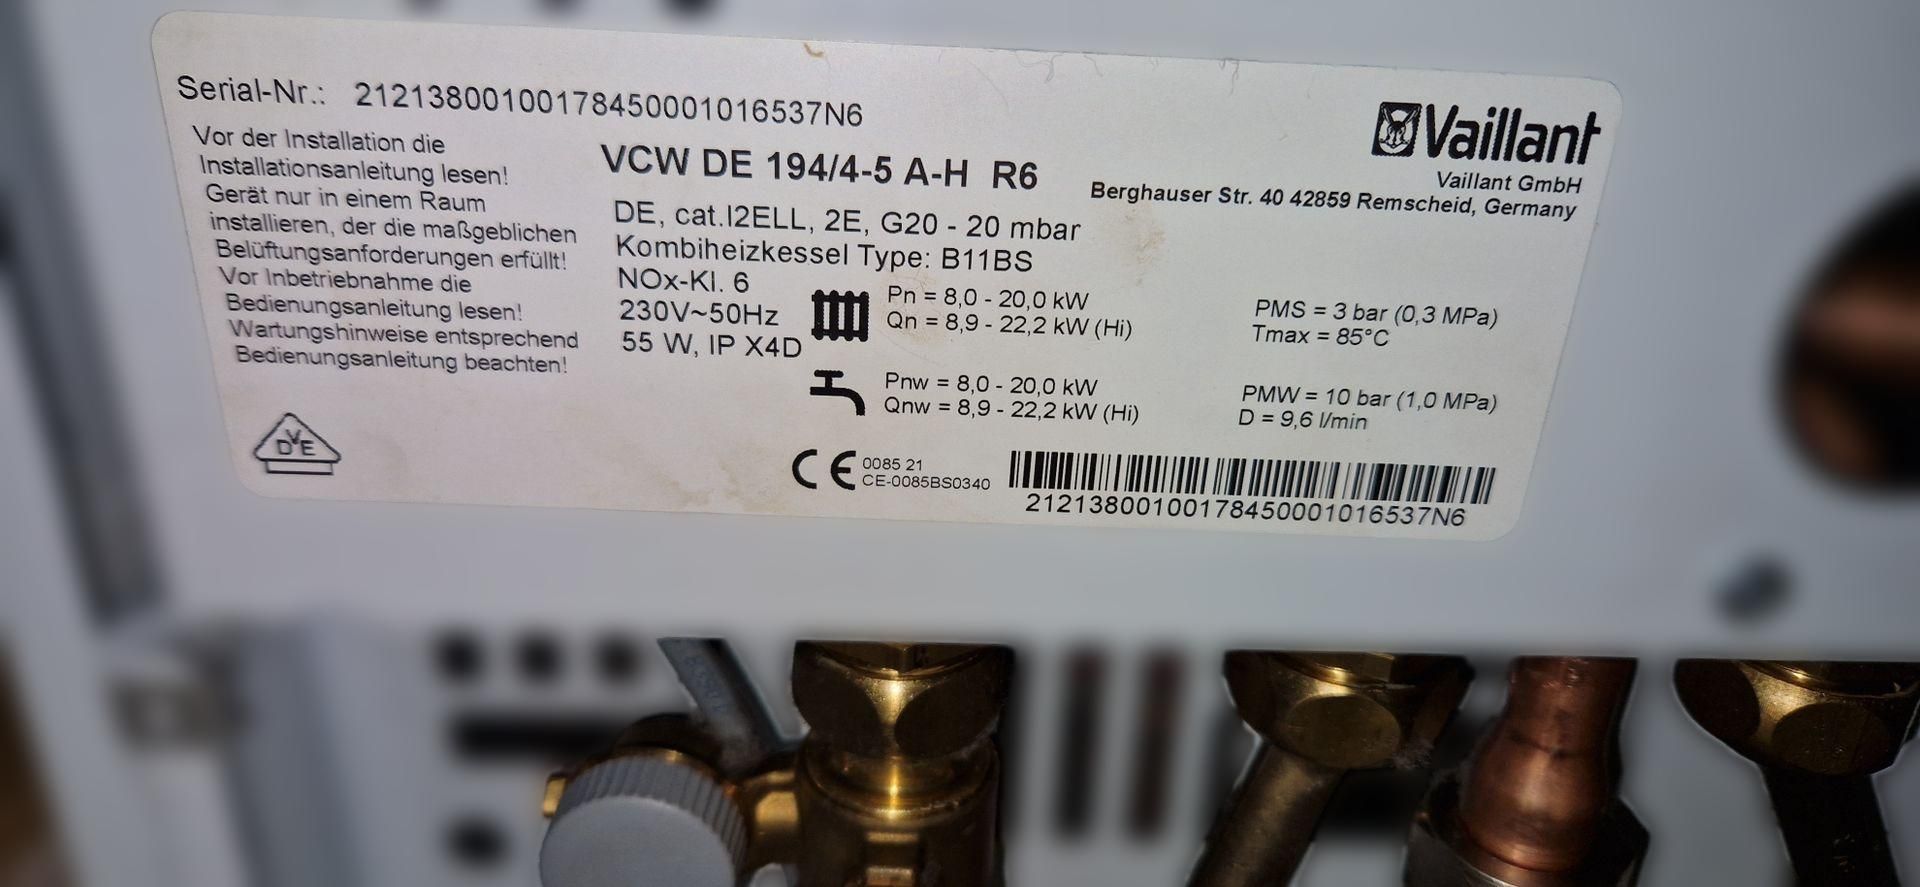 Serial-Nr.: 21213800100178450001016537N6
Vaillant
Vaillant GmbH
Berghauser Str. 40 42859 Remscheid, Germany
Vor der Installation die
Installationsanleitung lesen!
Gerät nur in einem Raum
installieren, der die maßgeblichen
Belüftungsanforderungen erfüllt!
Vor Inbetriebnahme die
Bedienungsanleitung lesen!
Wartungshinweise entsprechend
Bedienungsanleitung beachten!
VCW DE 194/4-5 A-H R6
DE, cat.I2ELL, 2E, G20 - 20 mbar
Kombiheizkessel Type: B11BS
NOx-Kl. 6
230V~50Hz
55 W, IP X4D
Pn = 8,0 - 20,0 kW
Qn = 8,9 - 22,2 kW (Hi)
PMS = 3 bar (0,3 MPa)
Tmax = 85°C
Pnw = 8,0 - 20,0 kW
Qnw = 8,9 - 22,2 kW (Hi)
PMW = 10 bar (1,0 MPa)
D = 9,6 l/min
DVE
CE 0085 21
CE-0085BS0340
21213800100178450001016537N6